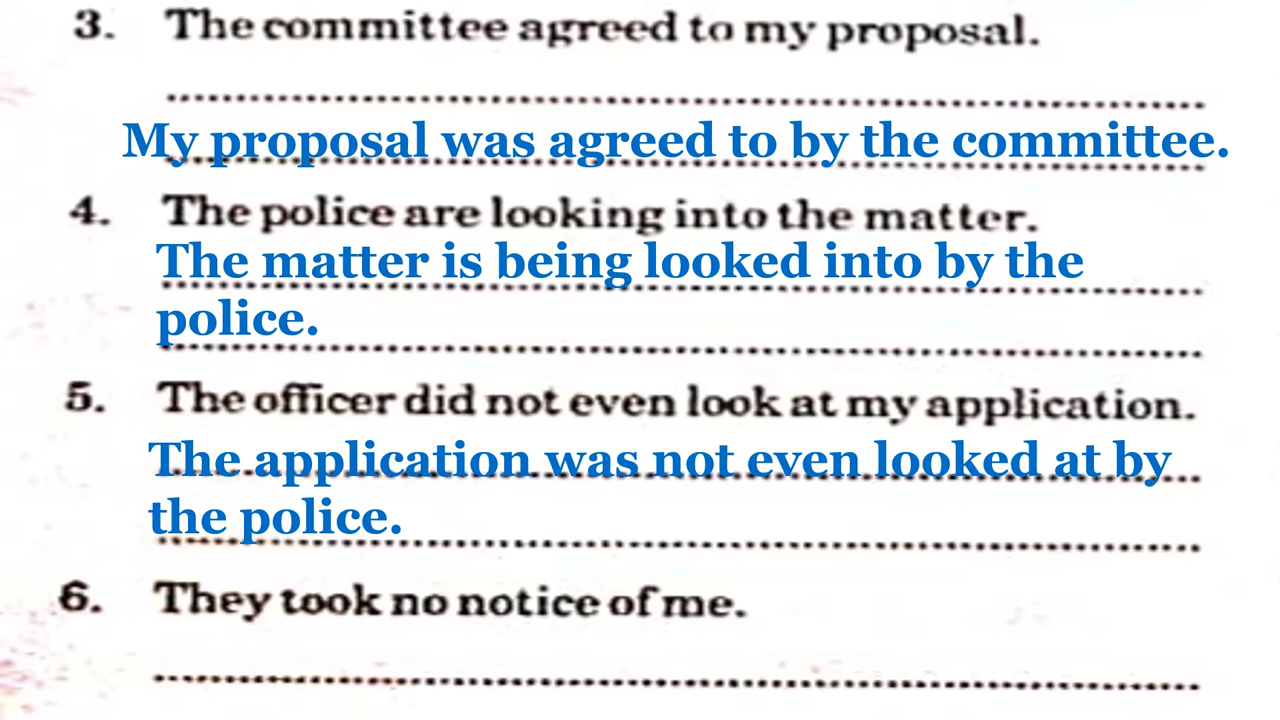 3. The committee agreed to my proposal.
My proposal was agreed to by the committee.
4. The police are looking into the matter.
The matter is being looked into by the
police.
5. The officer did not even look at my application.
The application was not even looked at by
the police.
6. They took no notice of me.